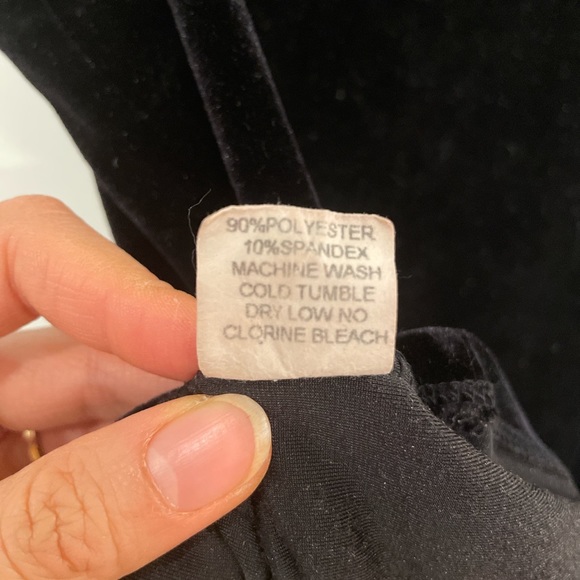 90%POLYESTER
10%SPANDEX
MACHINE WASH
COLD TUMBLE
DRY LOW NO
CLORINE BLEACH